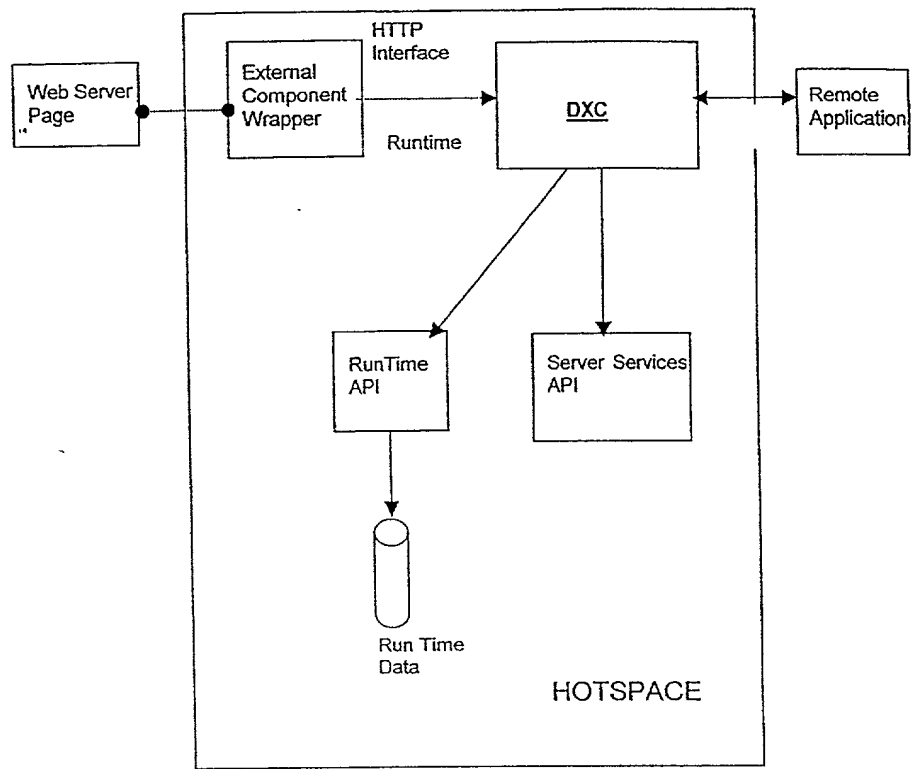 HTTP
Interface
Web Server
Page
External
Component
Wrapper
DXC
Remote
Application
Runtime
RunTime
API
Server Services
API
Run Time
Data
HOTSPACE